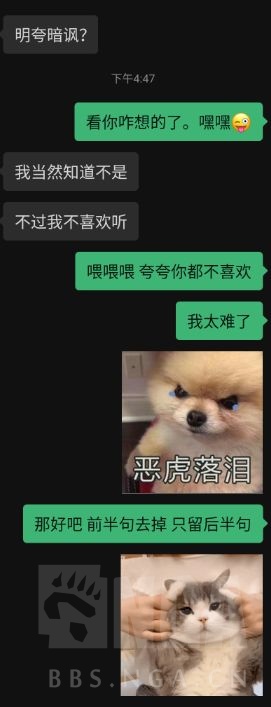 明夸暗讽?
下午4:47
看你咋想的了。嘿嘿😜
我当然知道不是
不过我不喜欢听
喂喂喂 夸夸你都不喜欢
我太难了
恶虎落泪
那好吧 前半句去掉 只留后半句
BBS.NGA.CN